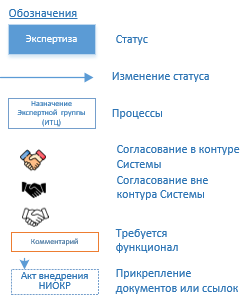 Обозначения
Экспертиза
Статус
Изменение статуса
Назначение
Экспертной группы
(ИТЦ)
Процессы
Согласование в контуре
Системы
Согласование вне
контура Системы
Комментарий
Требуется
функционал
Акт внедрения
НИОКР
Прикрепление
документов или ссылок